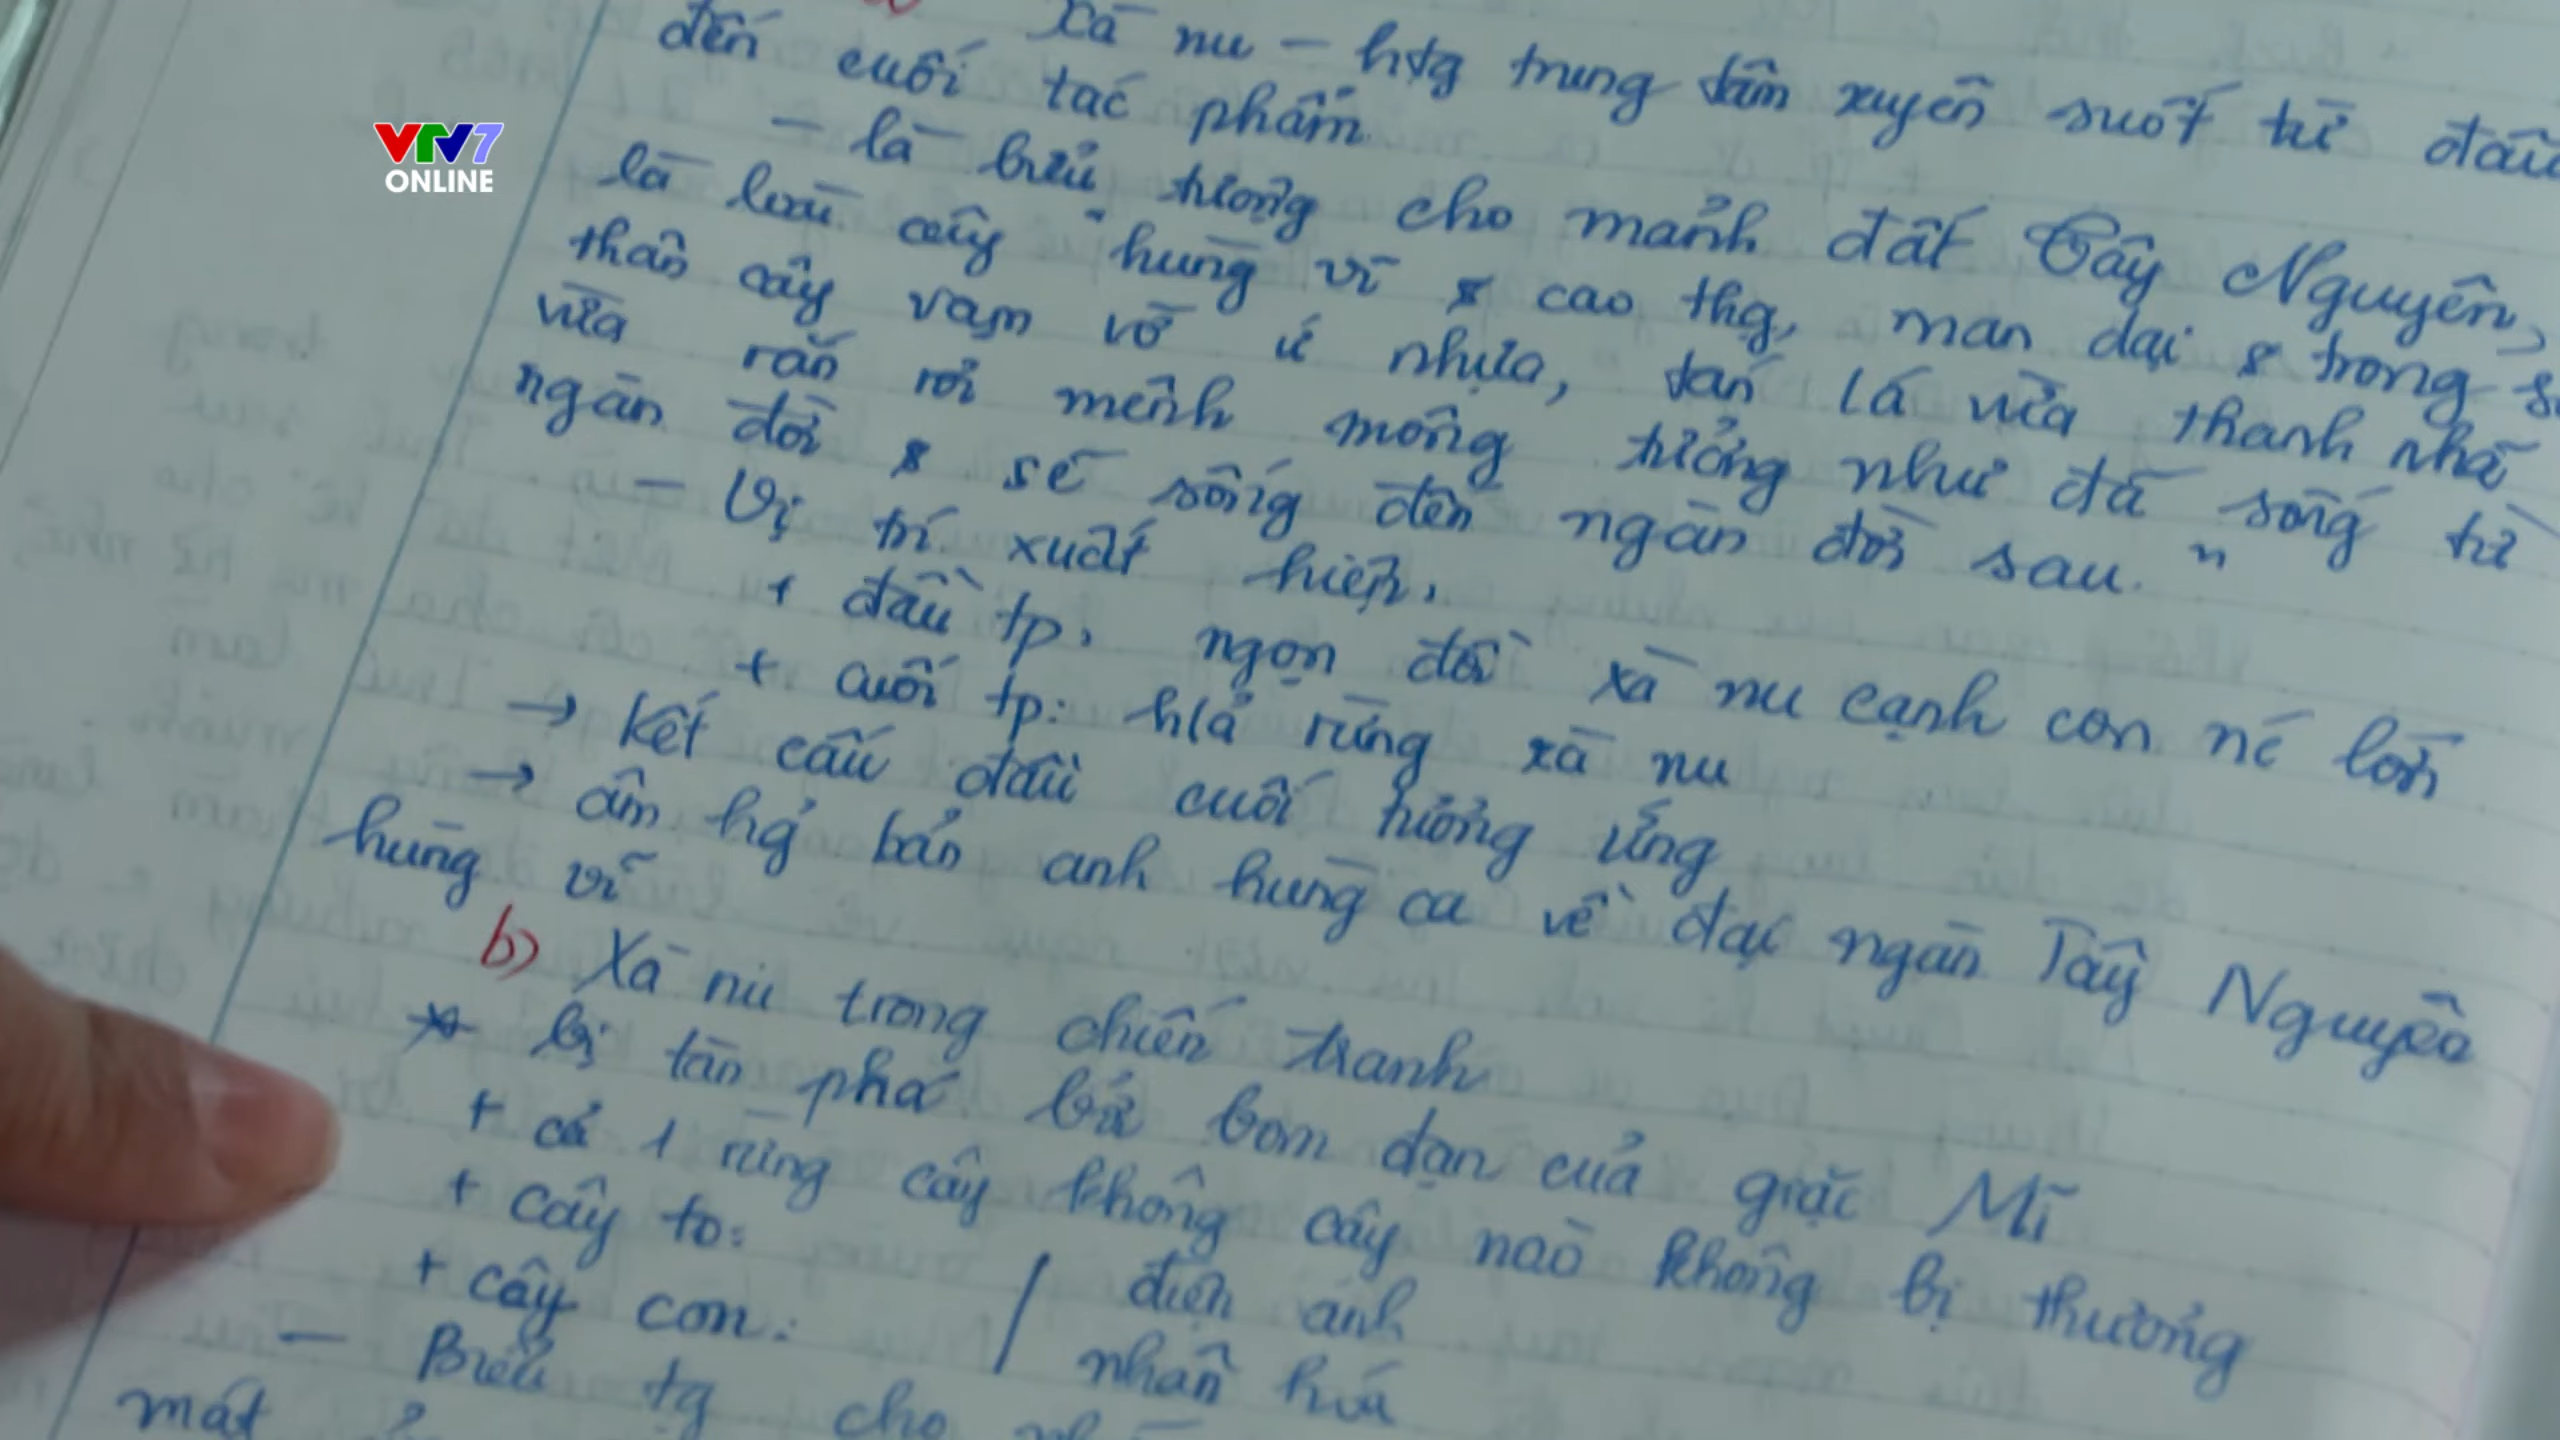 VTV7
ONLINE
Xà nu – htg trung tâm xuyên suốt từ đầu
đến cuối tác phẩm
– là biểu tượng cho mảnh đất Tây Nguyên,
là loài cây "hùng vĩ & cao thg, man dại & trong s
thân cây vạm vỡ ứ nhựa, tán lá vừa thanh nhã
vừa rắn rỏi mênh mông tưởng như đã sống từ
ngàn đời & sẽ sống đến ngàn đời sau."
– Vị trí xuất hiện:
+ đầu tp: ngọn đồi xà nu cạnh con nc lớn
+ cuối tp: h/ả rừng xà nu
→ kết cấu đầu cuối tưởng ứng
→ âm hg bản anh hùng ca về đại ngàn Tây Nguyên
hùng vĩ
b) Xà nu trong chiến tranh
* bị tàn phá bởi bom đạn của giặc Mĩ
+ cả 1 rừng cây không cây nào không bị thương
+ cây to:
+ cây con: | điện ảnh
nhân hoá
– Biểu tg cho
mát